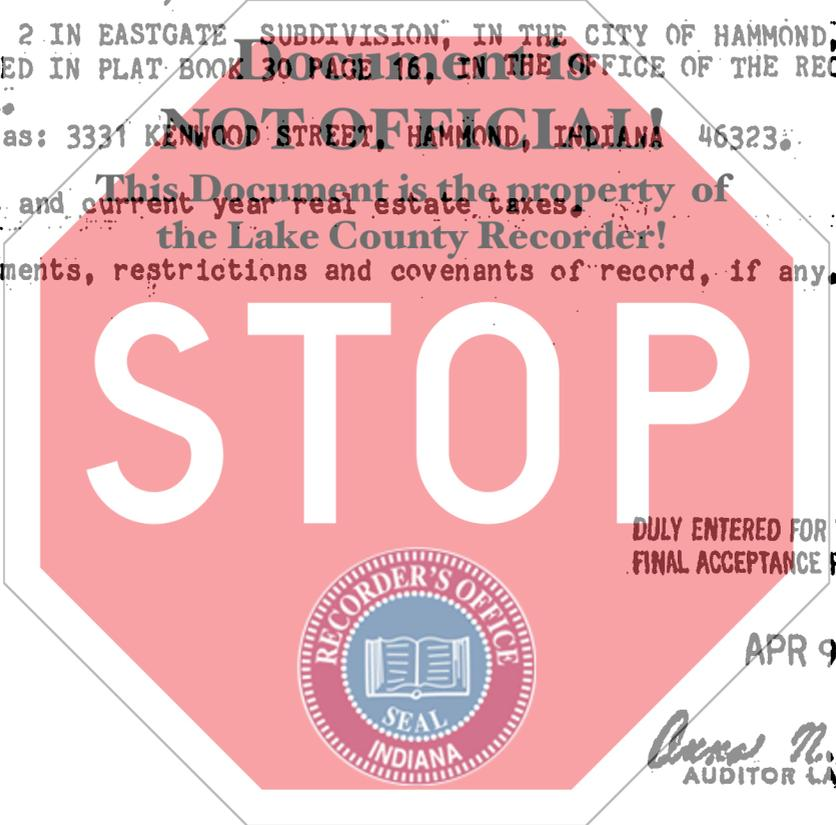 2 IN EASTGATE SUBDIVISION, IN THE CITY OF HAMMOND,
Document is
ED IN PLAT BOOK 30 PAGE 16, IN THE OFFICE OF THE REC
NOT OFFICIAL!
as: 3331 KENWOOD STREET, HAMMOND, INDIANA 46323.
This Document is the property of
and current year real estate taxes.
the Lake County Recorder!
ments, restrictions and covenants of record, if any.
STOP
DULY ENTERED FOR
FINAL ACCEPTANCE
RECORDER'S OFFICE
SEAL
INDIANA
APR 9
Anna N.
AUDITOR LA